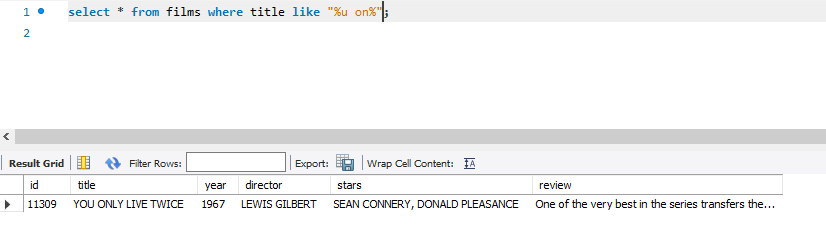 1 select * from films where title like "%u on%";
2
Result Grid Filter Rows: Export: Wrap Cell Content: IA
id title year director stars review
11309 YOU ONLY LIVE TWICE 1967 LEWIS GILBERT SEAN CONNERY, DONALD PLEASANCE One of the very best in the series transfers the...